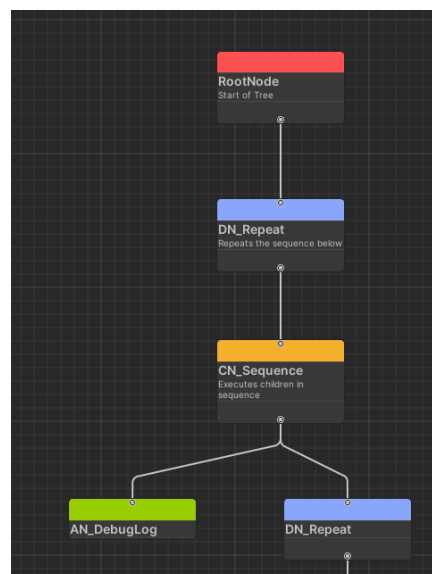 RootNode
Start of Tree
DN_Repeat
Repeats the sequence below
CN_Sequence
Executes children in
sequence
AN_DebugLog
DN_Repeat